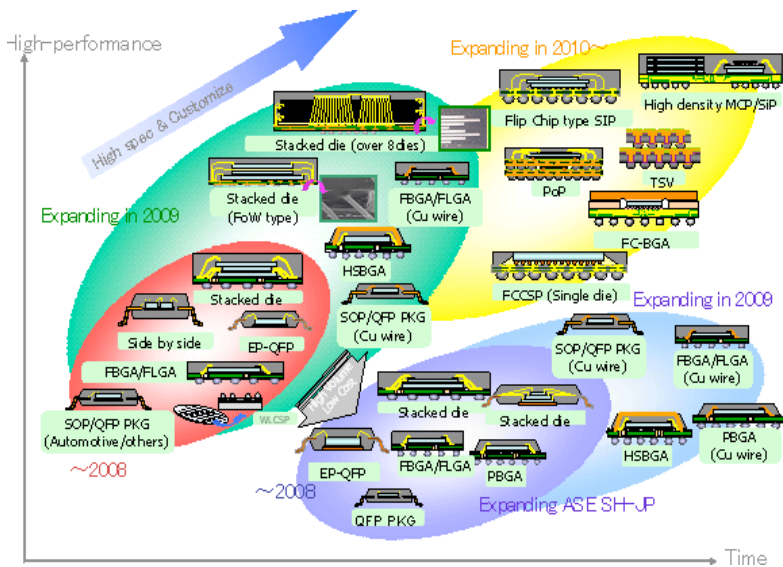 High-performance
Expanding in 2010～
High spec & Customize
Stacked die (over 8dies)
Flip Chip type SIP
High density MCP/SiP
Stacked die
(FoW type)
FBGA/FLGA
(Cu wire)
PoP
TSV
Expanding in 2009
HSBGA
FC-BGA
Stacked die
FCCSP (Single die)
Side by side
EP-QFP
SOP/QFP PKG
(Cu wire)
Expanding in 2009
FBGA/FLGA
SOP/QFP PKG
(Cu wire)
FBGA/FLGA
(Cu wire)
High Volume
Low Cost
SOP/QFP PKG
(Automotive/others)
WLCSP
Stacked die
Stacked die
～2008
～2008
EP-QFP
FBGA/FLGA
PBGA
HSBGA
PBGA
(Cu wire)
QFP PKG
Expanding ASE SH-JP
Time